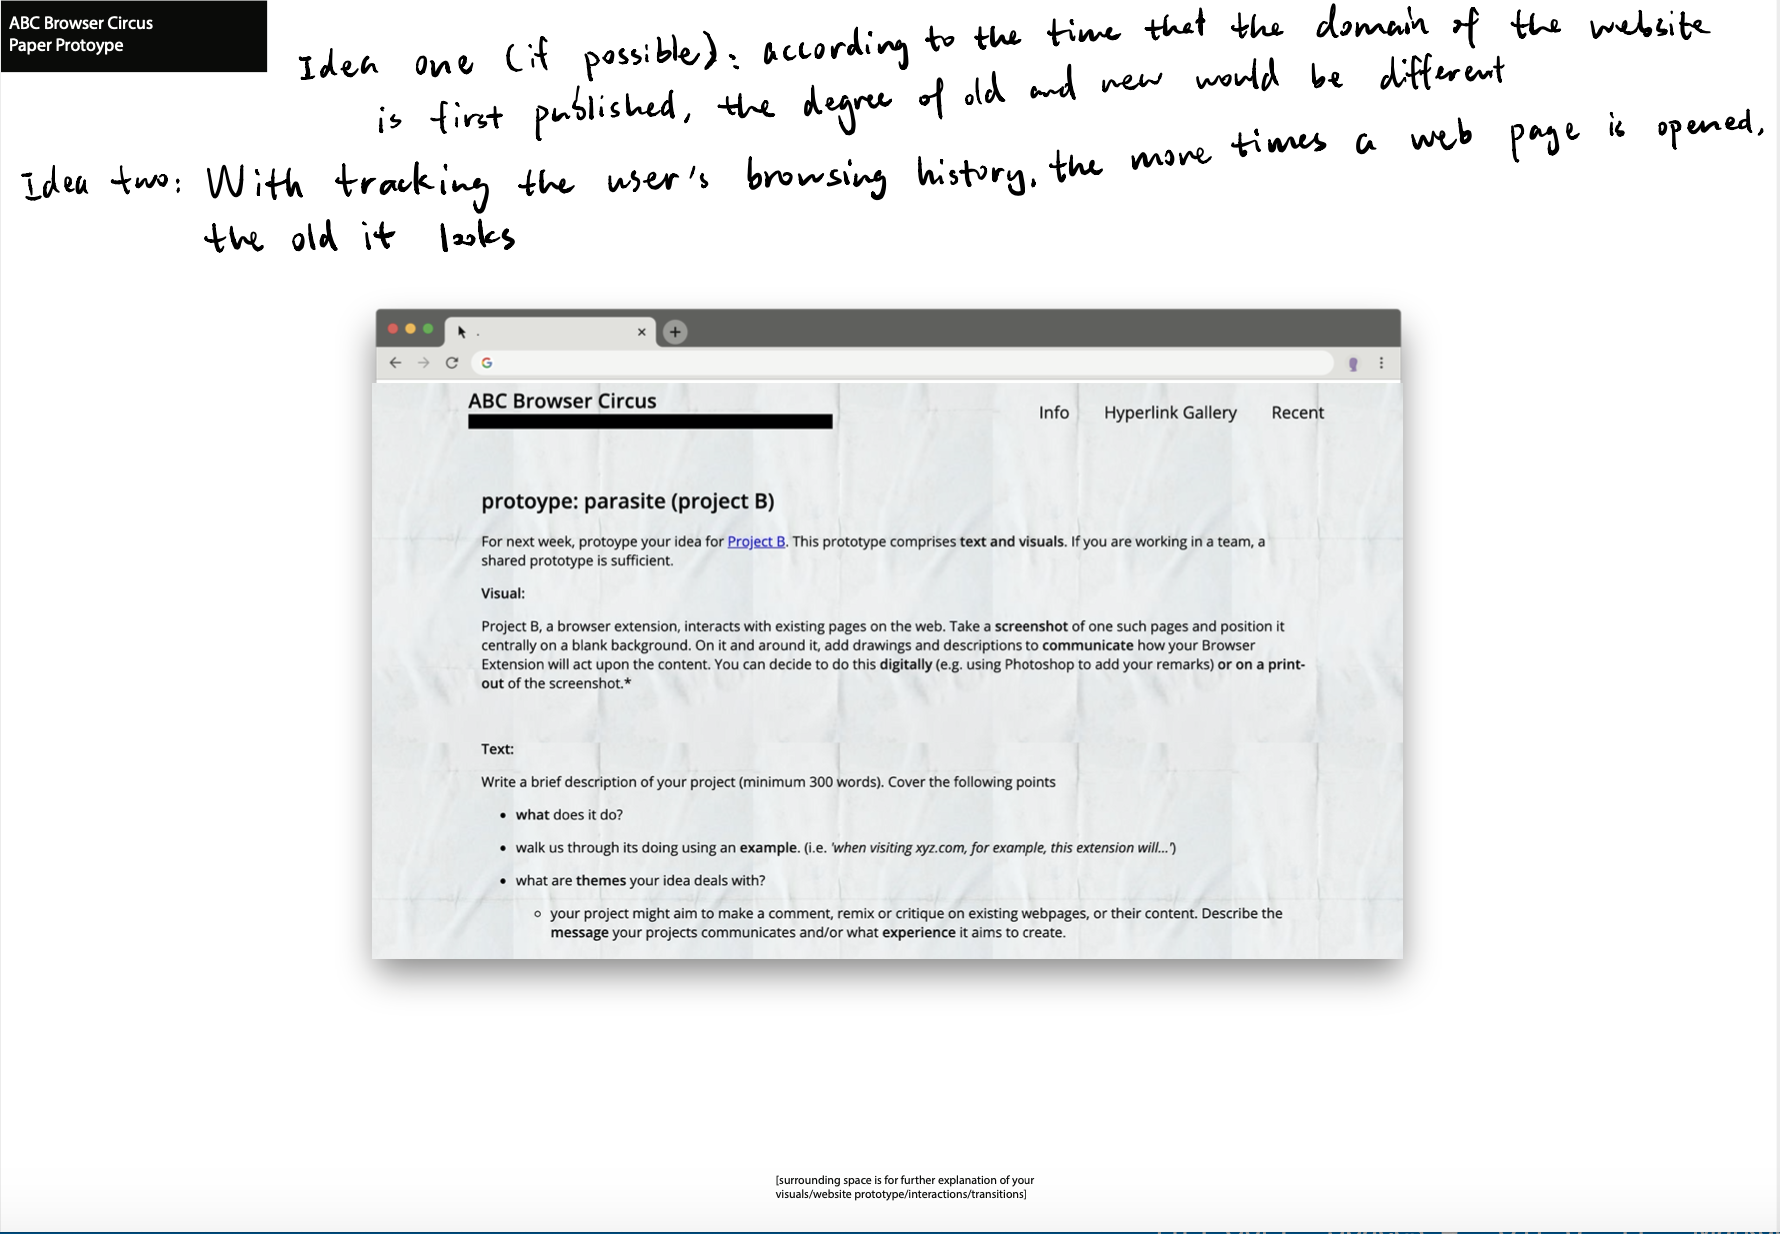 ABC Browser Circus
Paper Protoype
Idea one (if possible): according to the time that the domain of the website
is first published, the degree of old and new would be different
Idea two: With tracking the user's browsing history, the more times a web page is opened,
the old it looks
ABC Browser Circus
Info Hyperlink Gallery Recent
protoype: parasite (project B)
For next week, protoype your idea for Project B. This prototype comprises text and visuals. If you are working in a team, a
shared prototype is sufficient.
Visual:
Project B, a browser extension, interacts with existing pages on the web. Take a screenshot of one such pages and position it
centrally on a blank background. On it and around it, add drawings and descriptions to communicate how your Browser
Extension will act upon the content. You can decide to do this digitally (e.g. using Photoshop to add your remarks) or on a print-
out of the screenshot.*
Text:
Write a brief description of your project (minimum 300 words). Cover the following points
• what does it do?
• walk us through its doing using an example. (i.e. 'when visiting xyz.com, for example, this extension will...')
• what are themes your idea deals with?
◦ your project might aim to make a comment, remix or critique on existing webpages, or their content. Describe the
message your projects communicates and/or what experience it aims to create.
[surrounding space is for further explanation of your
visuals/website prototype/interactions/transitions]